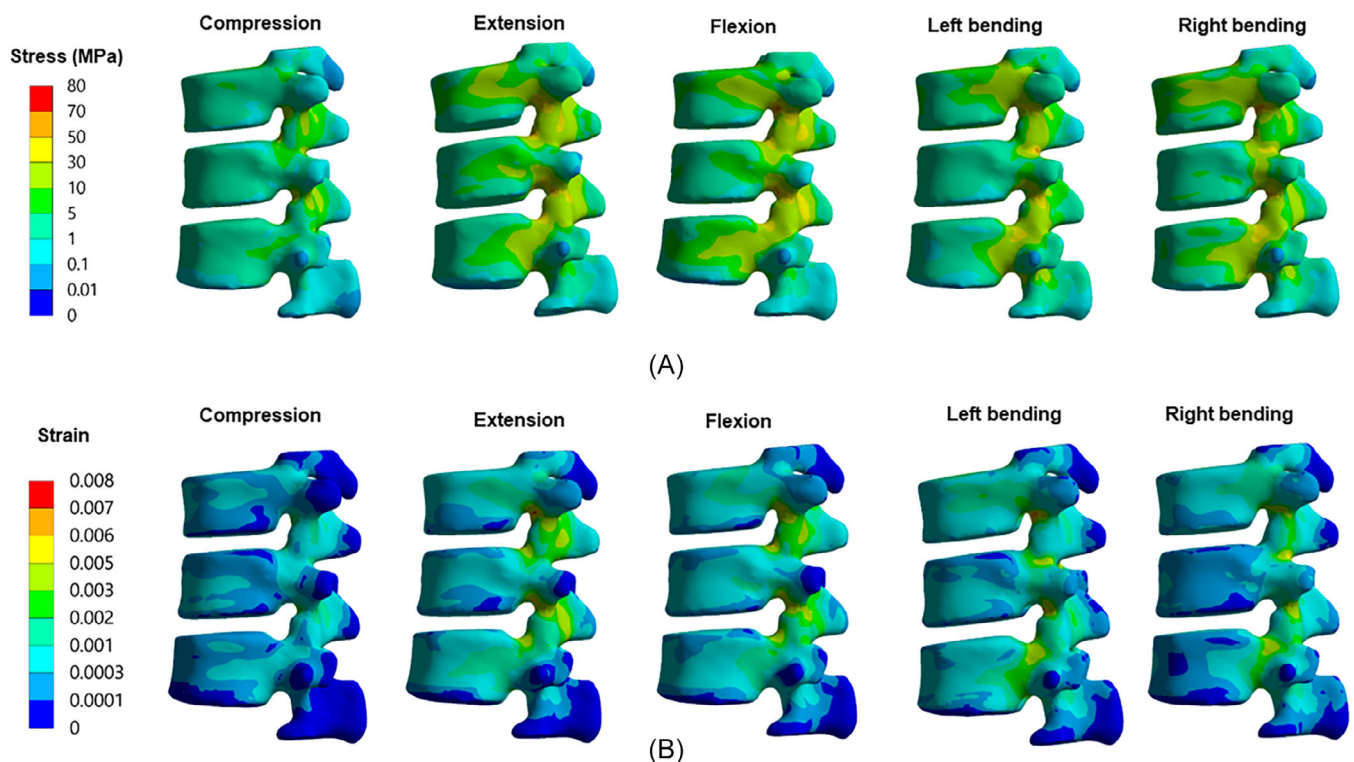 Compression
Extension
Flexion
Left bending
Right bending
Stress (MPa)
80
70
50
30
10
5
1
0.1
0.01
0
(A)
Compression
Extension
Flexion
Left bending
Right bending
Strain
0.008
0.007
0.006
0.005
0.003
0.002
0.001
0.0003
0.0001
0
(B)